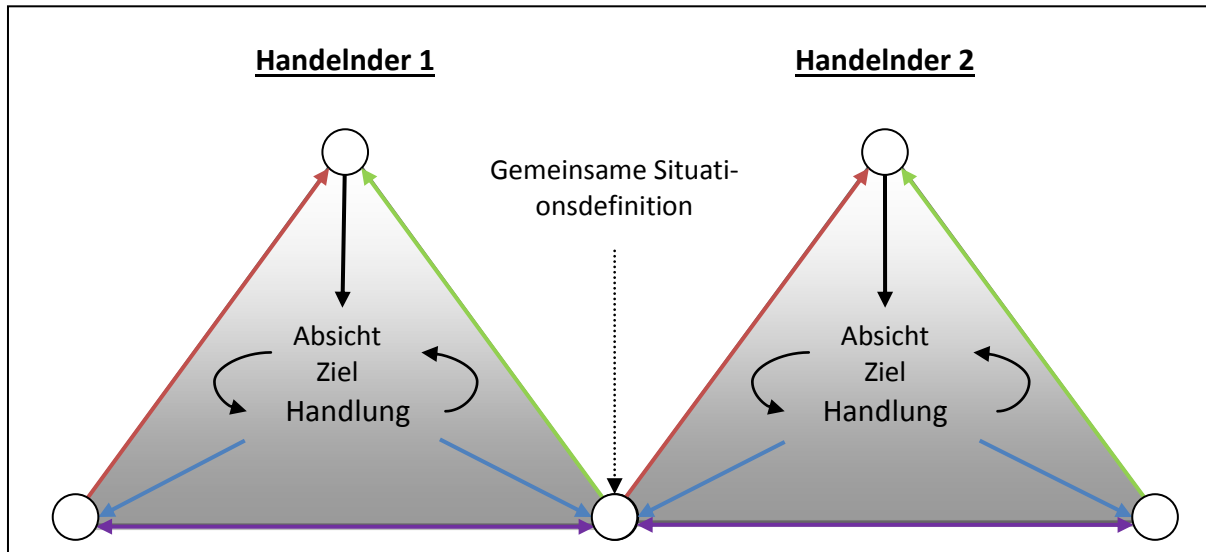 Handelnder 1
Handelnder 2
Gemeinsame Situati-
onsdefinition
Absicht
Ziel
Handlung
Absicht
Ziel
Handlung